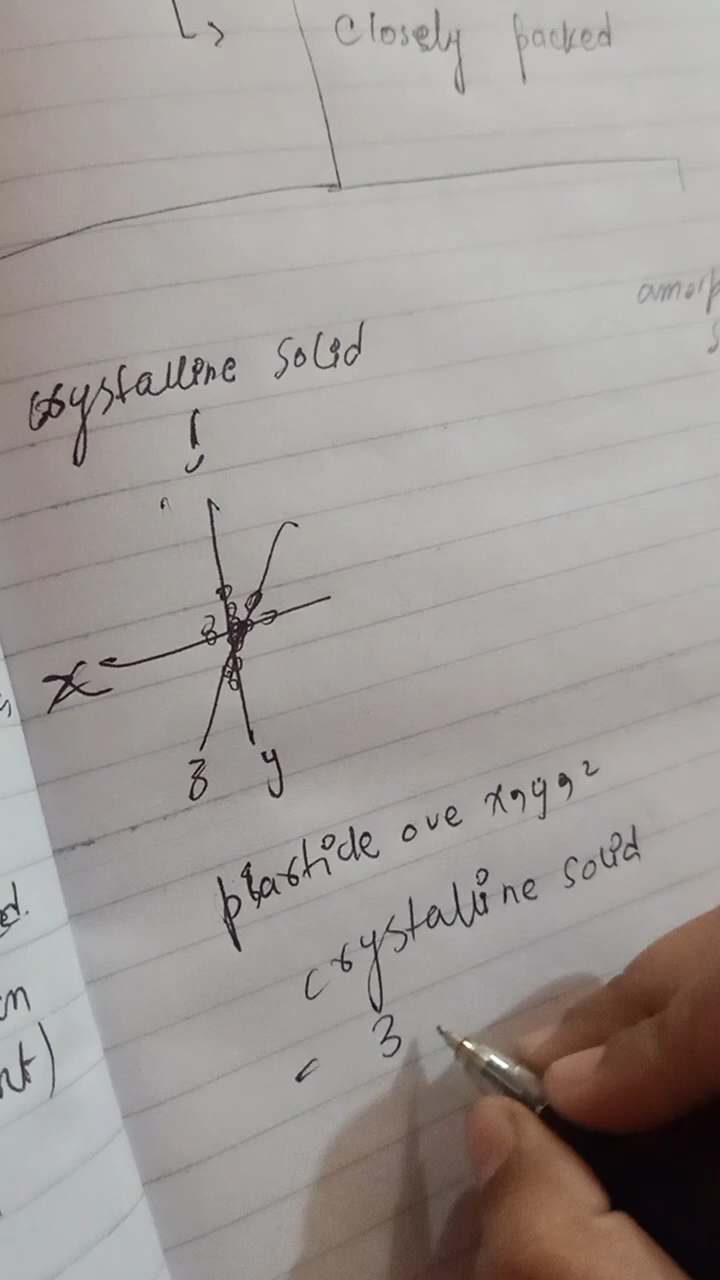 closely packed
crystalline solid
x
z y
particle ove x,y,z
crystalline solid
3